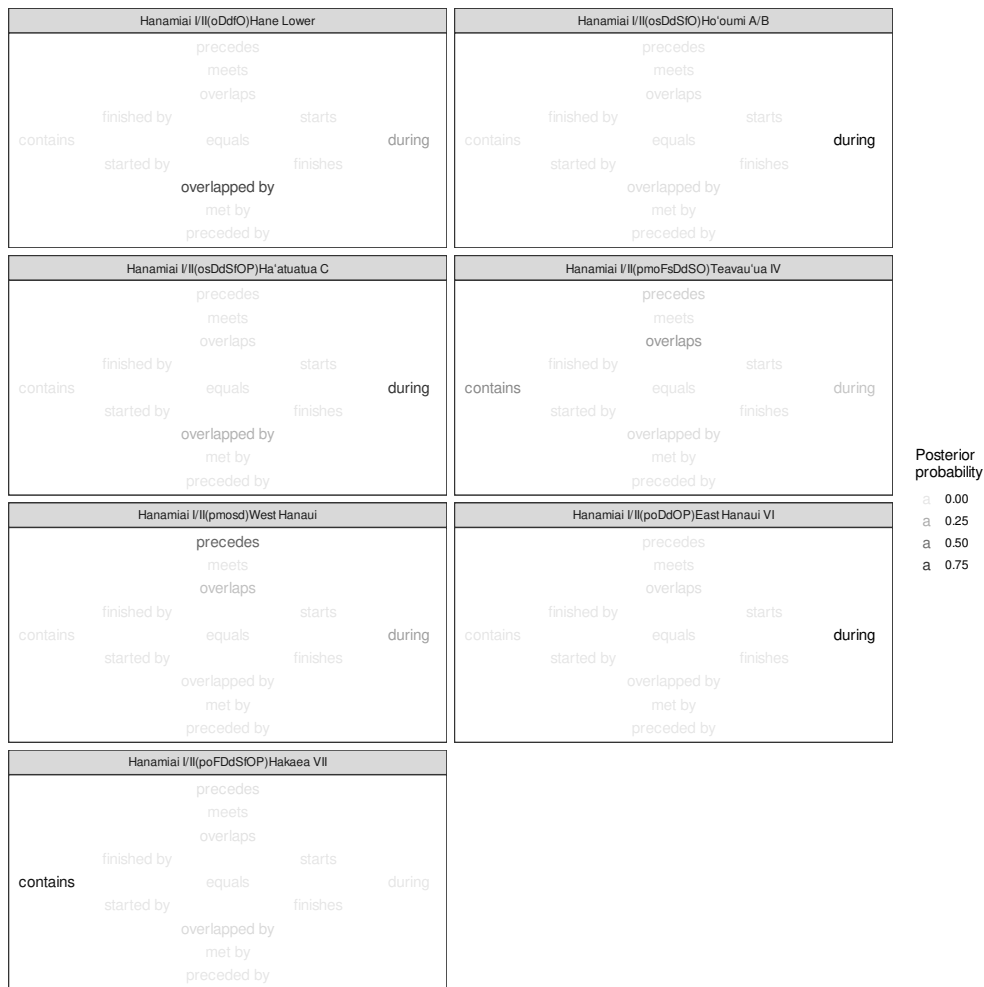 Hanamiai I/II(oDdfO)Hane Lower
precedes
meets
overlaps
finished by starts
contains equals during
started by finishes
overlapped by
met by
preceded by
Hanamiai I/II(osDdSfO)Ho'oumi A/B
precedes
meets
overlaps
finished by starts
contains equals during
started by finishes
overlapped by
met by
preceded by
Hanamiai I/II(osDdSfOP)Ha'atuatua C
precedes
meets
overlaps
finished by starts
contains equals during
started by finishes
overlapped by
met by
preceded by
Hanamiai I/II(pmoFsDdSO)Teavau'ua IV
precedes
meets
overlaps
finished by starts
contains equals during
started by finishes
overlapped by
met by
preceded by
Hanamiai I/II(pmosd)West Hanaui
precedes
meets
overlaps
finished by starts
contains equals during
started by finishes
overlapped by
met by
preceded by
Hanamiai I/II(poDdOP)East Hanaui VI
precedes
meets
overlaps
finished by starts
contains equals during
started by finishes
overlapped by
met by
preceded by
Hanamiai I/II(poFDdSfOP)Hakaea VII
precedes
meets
overlaps
finished by starts
contains equals during
started by finishes
overlapped by
met by
preceded by
Posterior
probability
a 0.00
a 0.25
a 0.50
a 0.75